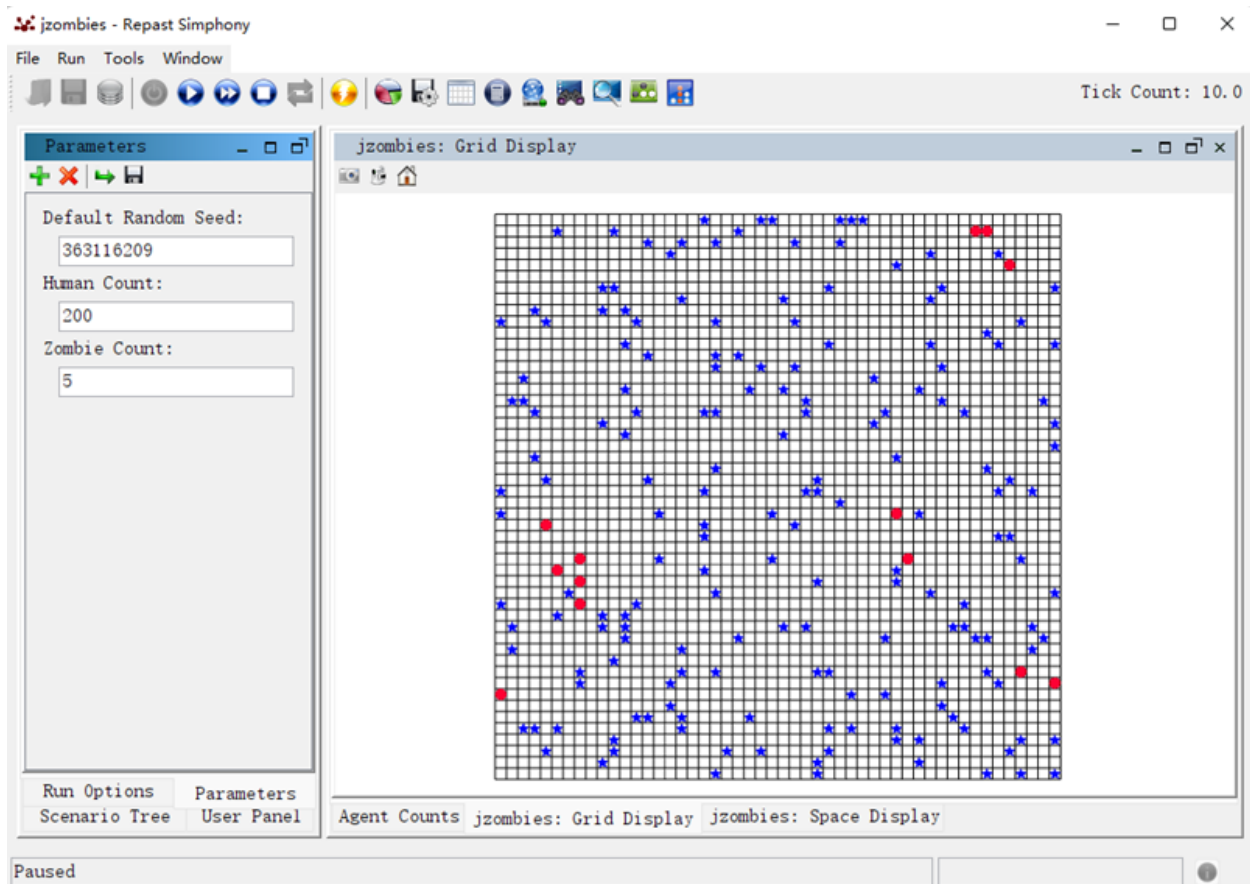 jzombies - Repast Simphony
File Run Tools Window
Tick Count: 10.0
Parameters
Default Random Seed:
363116209
Human Count:
200
Zombie Count:
5
Run Options Parameters
Scenario Tree User Panel
jzombies: Grid Display
Agent Counts jzombies: Grid Display jzombies: Space Display
Paused